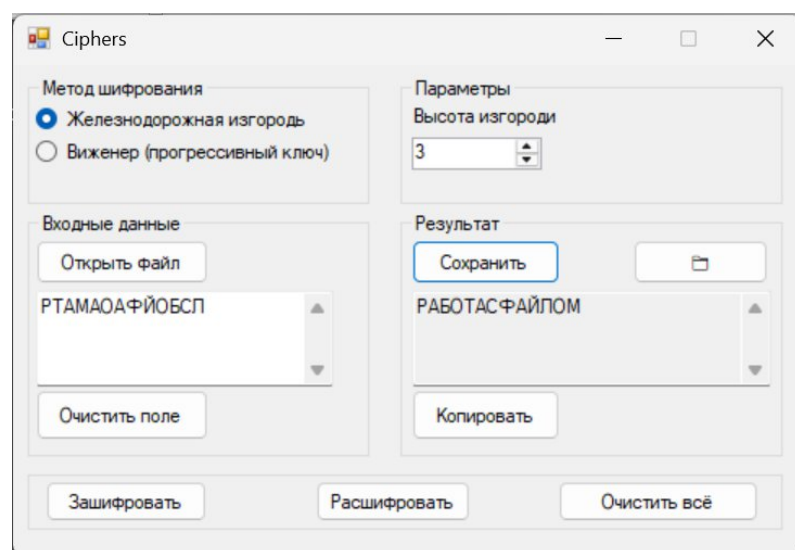 Ciphers
Метод шифрования
Железнодорожная изгородь
Виженер (прогрессивный ключ)
Параметры
Высота изгороди
3
Входные данные
Открыть файл
РТАМАОАФЙОБСЛ
Очистить поле
Результат
Сохранить
РАБОТАСФАЙЛОМ
Копировать
Зашифровать
Расшифровать
Очистить всё